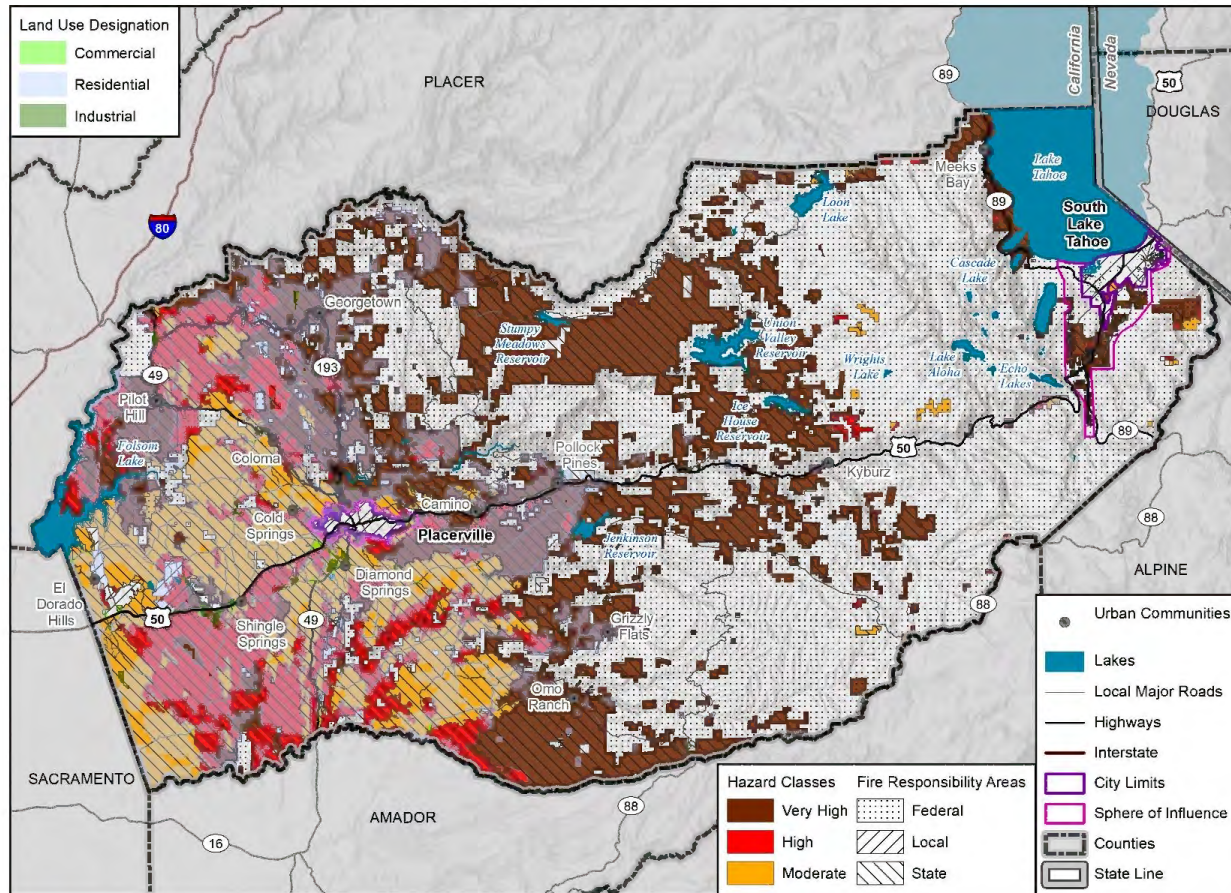 Land Use Designation
Commercial
Residential
Industrial
PLACER
89
California
Nevada
50
DOUGLAS
80
Meeks
Bay
Lake
Tahoe
Loon
Lake
89
South
Lake
Tahoe
Cascade
Lake
Georgetown
Stumpy
Meadows
Reservoir
Union
Valley
Reservoir
193
Wrights
Lake
Lake
Aloha
Echo
Lakes
49
Pilot
Hill
Ice
House
Reservoir
89
Folsom
Lake
Coloma
Pollock
Pines
50
Kyburz
Camino
Cold
Springs
Placerville
Jenkinson
Reservoir
88
El
Dorado
Hills
Diamond
Springs
ALPINE
50
Shingle
Springs
49
Grizzly
Flats
88
Omo
Ranch
SACRAMENTO
AMADOR
88
16
Hazard Classes
Very High
High
Moderate
Fire Responsibility Areas
Federal
Local
State
Urban Communities
Lakes
Local Major Roads
Highways
Interstate
City Limits
Sphere of Influence
Counties
State Line